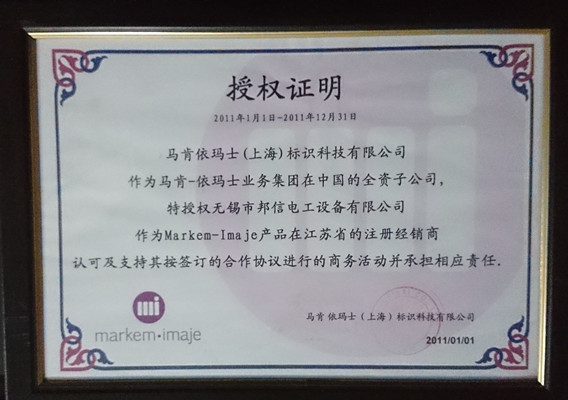 授权证明
2011年1月1日-2011年12月31日
马肯依玛士(上海)标识科技有限公司
作为马肯-依玛士业务集团在中国的全资子公司，
特授权无锡市邦信电工设备有限公司
作为Markem-Imaje产品在江苏省的注册经销商
认可及支持其按签订的合作协议进行的商务活动并承担相应责任.
mi
markem·imaje
马肯依玛士（上海）标识科技有限公司
2011/01/01